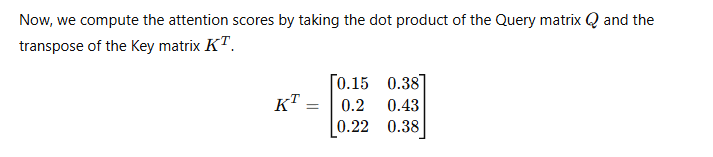 Now, we compute the attention scores by taking the dot product of the Query matrix Q and the
transpose of the Key matrix K^T.
K^T = [0.15 0.38
0.2 0.43
0.22 0.38]